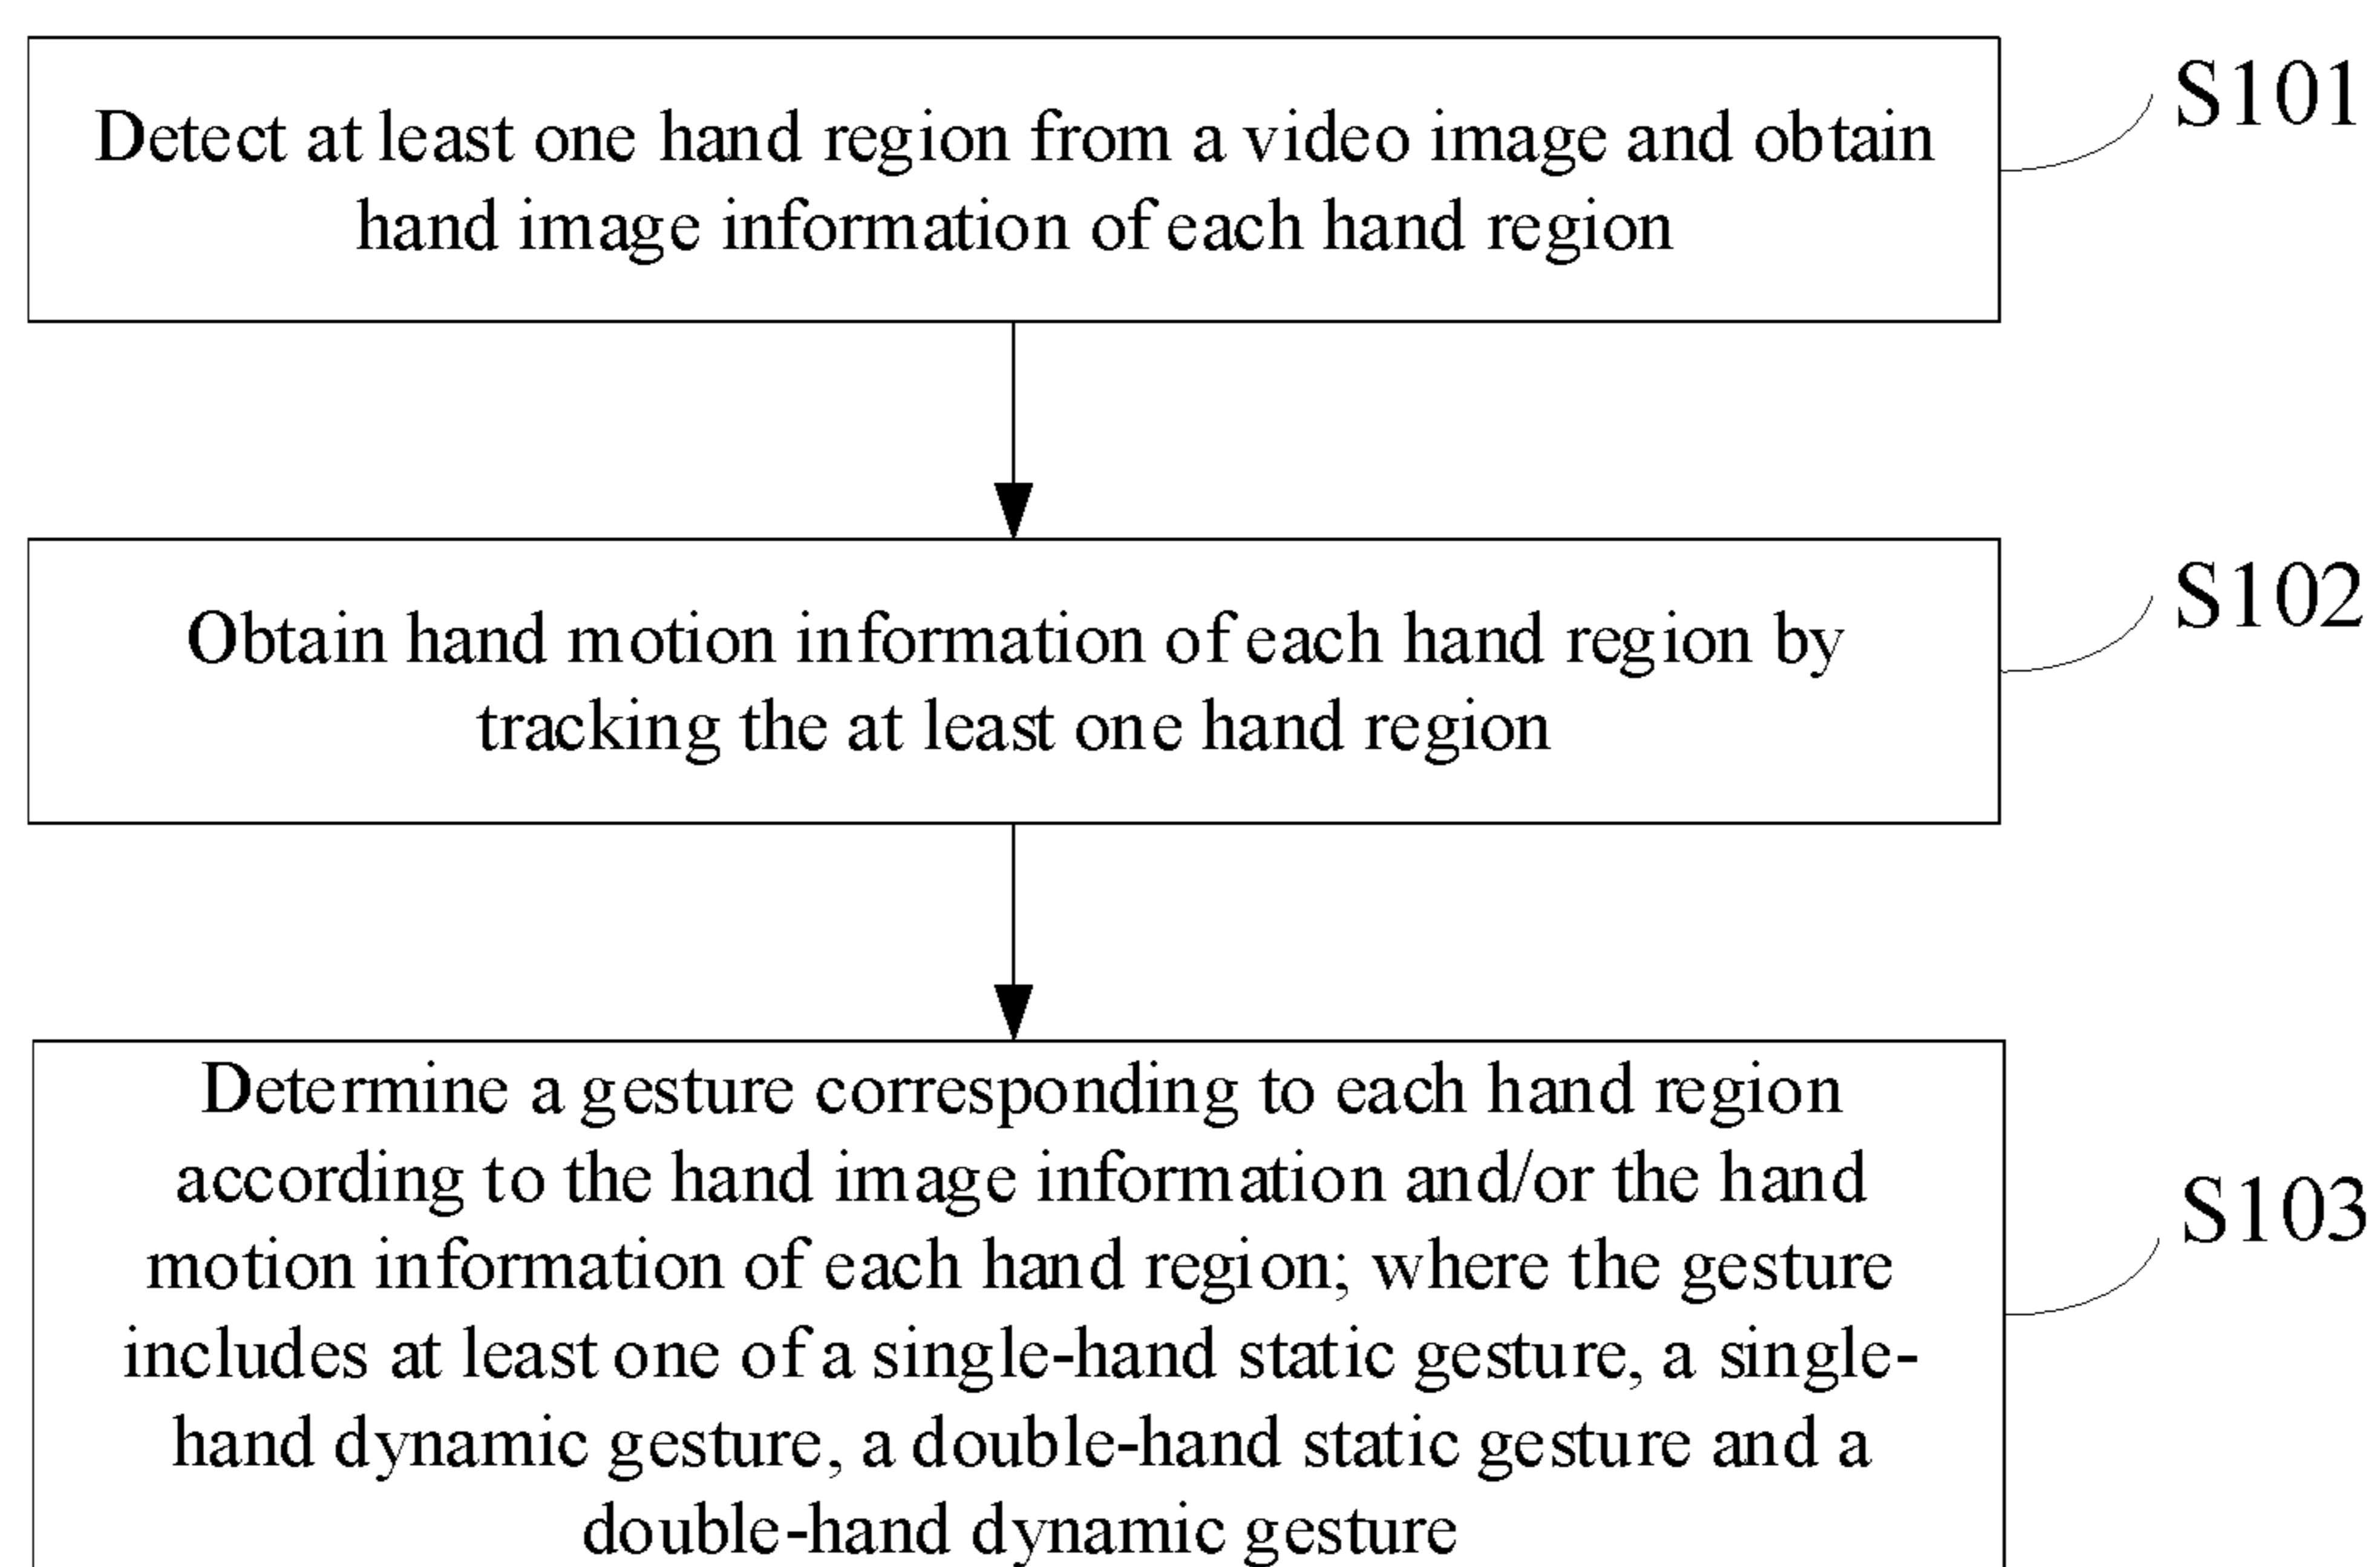 Detect at least one hand region from a video image and obtain
hand image information of each hand region
S101
Obtain hand motion information of each hand region by
tracking the at least one hand region
S102
Determine a gesture corresponding to each hand region
according to the hand image information and/or the hand
motion information of each hand region; where the gesture
includes at least one of a single-hand static gesture, a single-
hand dynamic gesture, a double-hand static gesture and a
double-hand dynamic gesture
S103